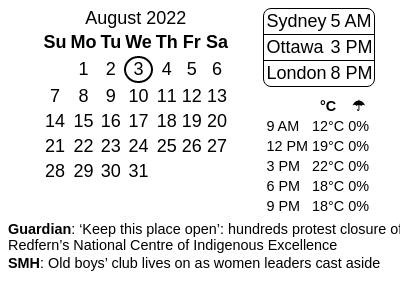 August 2022
Su Mo Tu We Th Fr Sa
1 2 3 4 5 6
7 8 9 10 11 12 13
14 15 16 17 18 19 20
21 22 23 24 25 26 27
28 29 30 31
Sydney 5 AM
Ottawa 3 PM
London 8 PM
°C ☂
9 AM 12°C 0%
12 PM 19°C 0%
3 PM 22°C 0%
6 PM 18°C 0%
9 PM 18°C 0%
Guardian: ‘Keep this place open’: hundreds protest closure of
Redfern’s National Centre of Indigenous Excellence
SMH: Old boys’ club lives on as women leaders cast aside